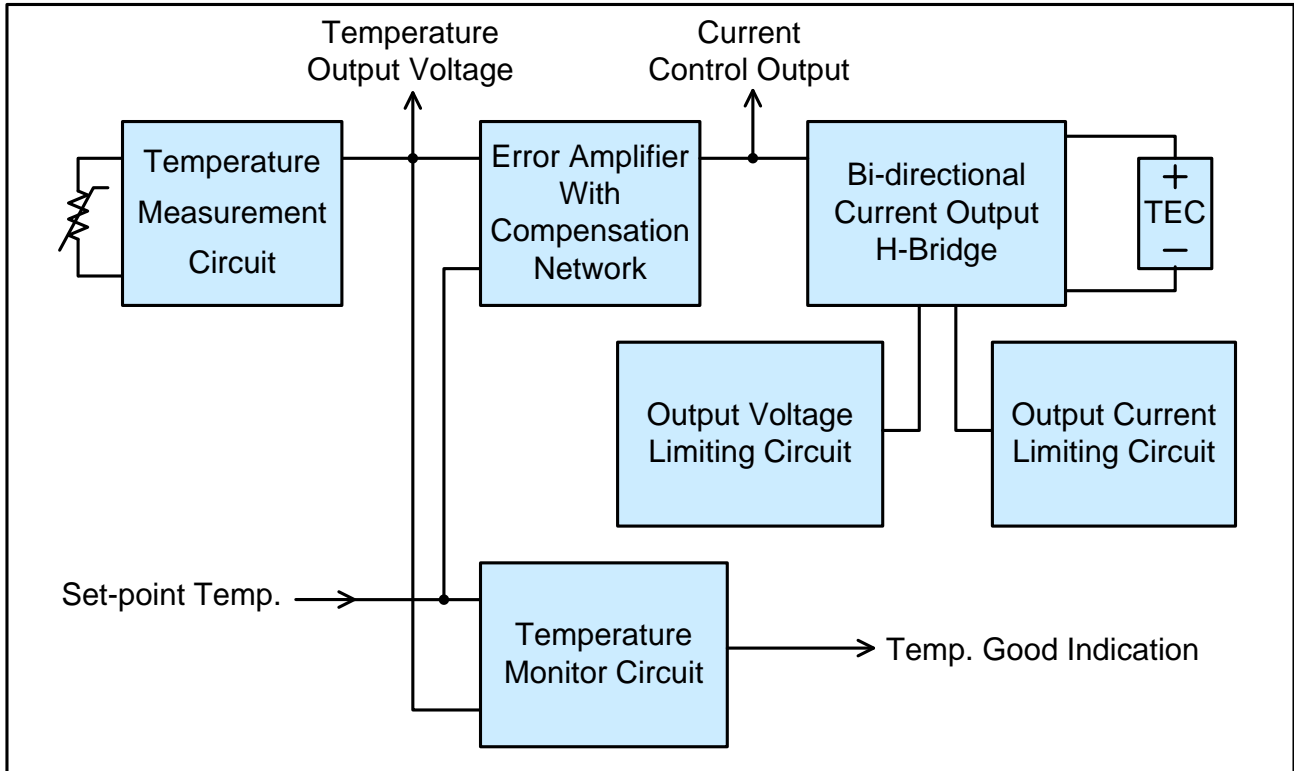 Temperature
Output Voltage
Current
Control Output
Temperature
Measurement
Circuit
Error Amplifier
With
Compensation
Network
Bi-directional
Current Output
H-Bridge
+
TEC
−
Output Voltage
Limiting Circuit
Output Current
Limiting Circuit
Set-point Temp.
Temperature
Monitor Circuit
Temp. Good Indication